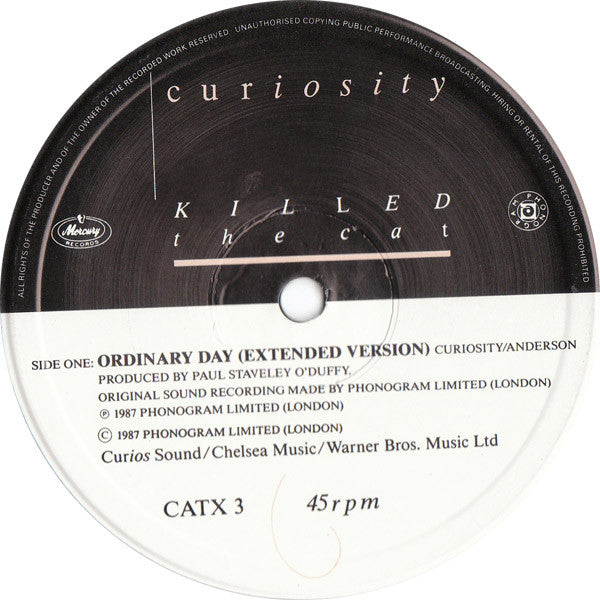 ALL RIGHTS OF THE PRODUCER AND OF THE OWNER OF THE RECORDED WORK RESERVED UNAUTHORISED COPYING PUBLIC PERFORMANCE BROADCASTING, HIRING OR RENTAL OF THIS RECORDING PROHIBITED
curiosity
KILLED
the cat
Mercury
RECORDS
PHONOGRAM
SIDE ONE: ORDINARY DAY (EXTENDED VERSION) CURIOSITY/ANDERSON
PRODUCED BY PAUL STAVELEY O'DUFFY.
ORIGINAL SOUND RECORDING MADE BY PHONOGRAM LIMITED (LONDON)
℗ 1987 PHONOGRAM LIMITED (LONDON)
© 1987 PHONOGRAM LIMITED (LONDON)
Curios Sound/Chelsea Music/Warner Bros. Music Ltd
CATX 3 45rpm